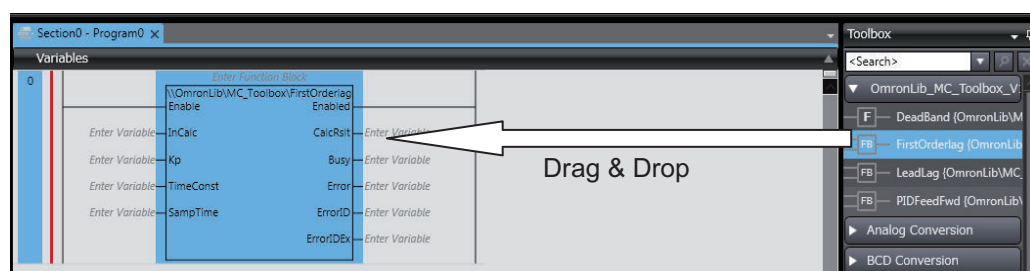 Section0 - Program0 ×
Variables
0
Enter Function Block
\\OmronLib\MC_Toolbox\FirstOrderlag
Enable Enabled
Enter Variable InCalc CalcRslt Enter Variable
Enter Variable Kp Busy Enter Variable
Enter Variable TimeConst Error Enter Variable
Enter Variable SampTime ErrorID Enter Variable
ErrorIDEx Enter Variable
Drag & Drop
Toolbox
<Search>
OmronLib_MC_Toolbox_V
F DeadBand {OmronLib\M
FB FirstOrderlag {OmronLib
FB LeadLag {OmronLib\MC_
FB PIDFeedFwd {OmronLib\
Analog Conversion
BCD Conversion